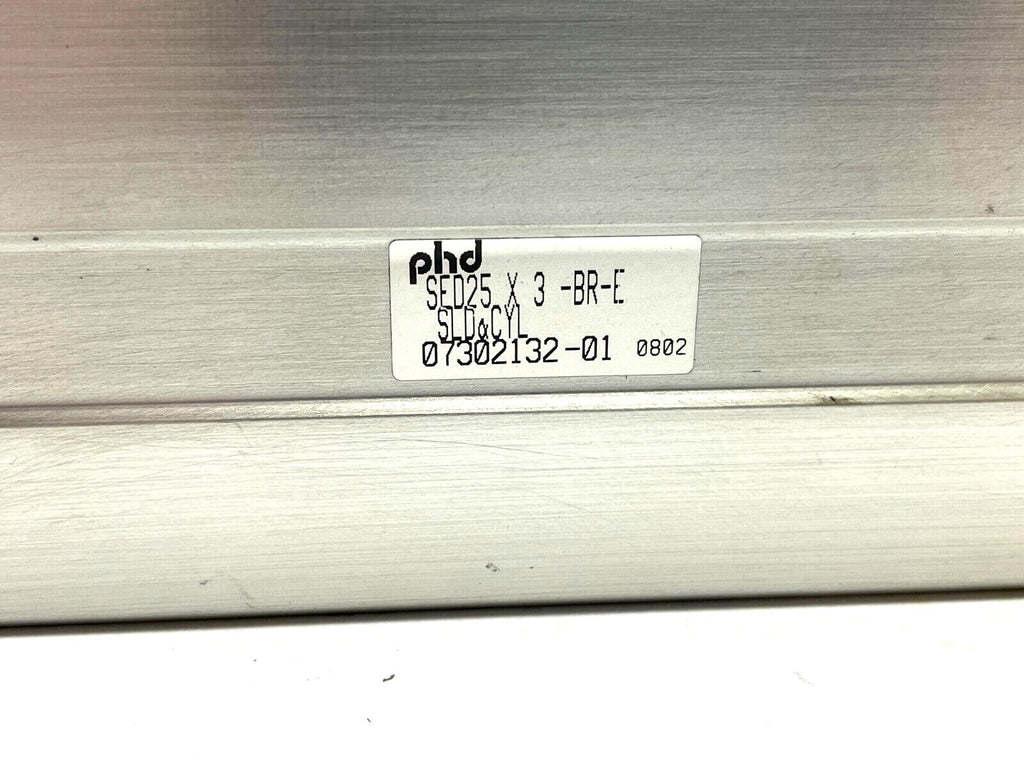 phd
SED25 X 3 -BR-E
SLD&CYL
07302132-01 0802